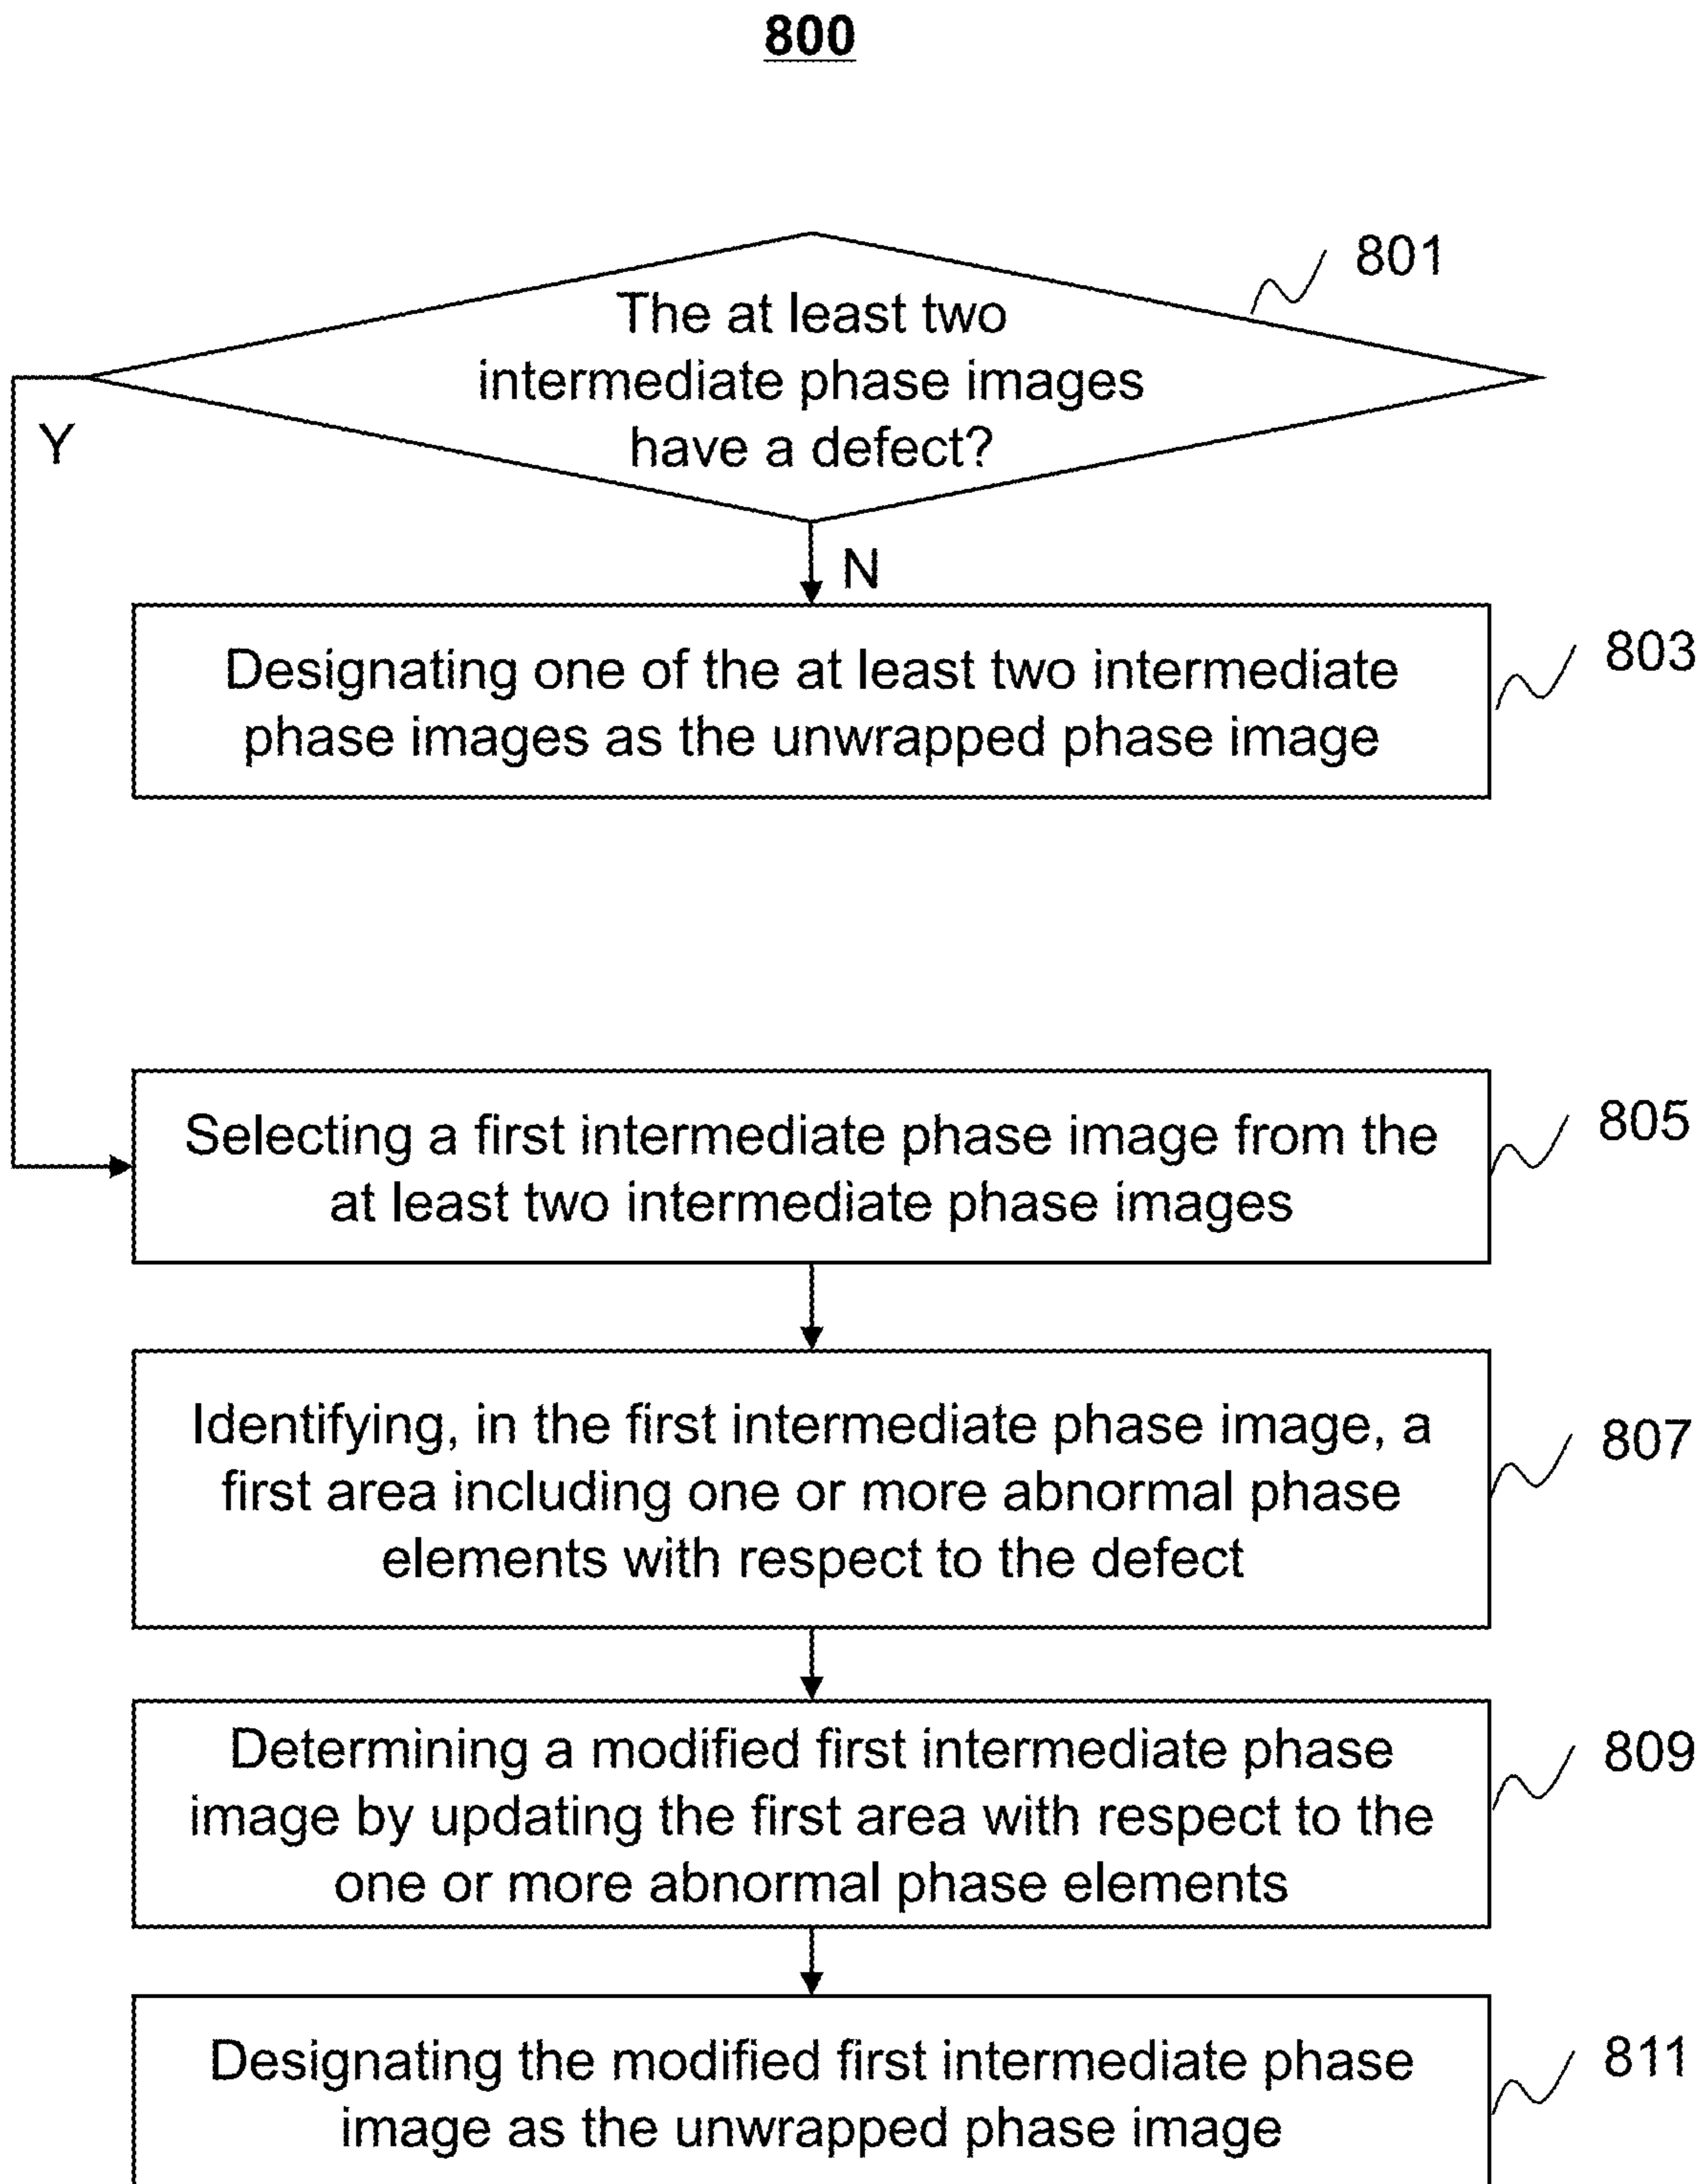 800
801
The at least two
intermediate phase images
have a defect?
Y
N
Designating one of the at least two intermediate
phase images as the unwrapped phase image
803
Selecting a first intermediate phase image from the
at least two intermediate phase images
805
Identifying, in the first intermediate phase image, a
first area including one or more abnormal phase
elements with respect to the defect
807
Determining a modified first intermediate phase
image by updating the first area with respect to the
one or more abnormal phase elements
809
Designating the modified first intermediate phase
image as the unwrapped phase image
811